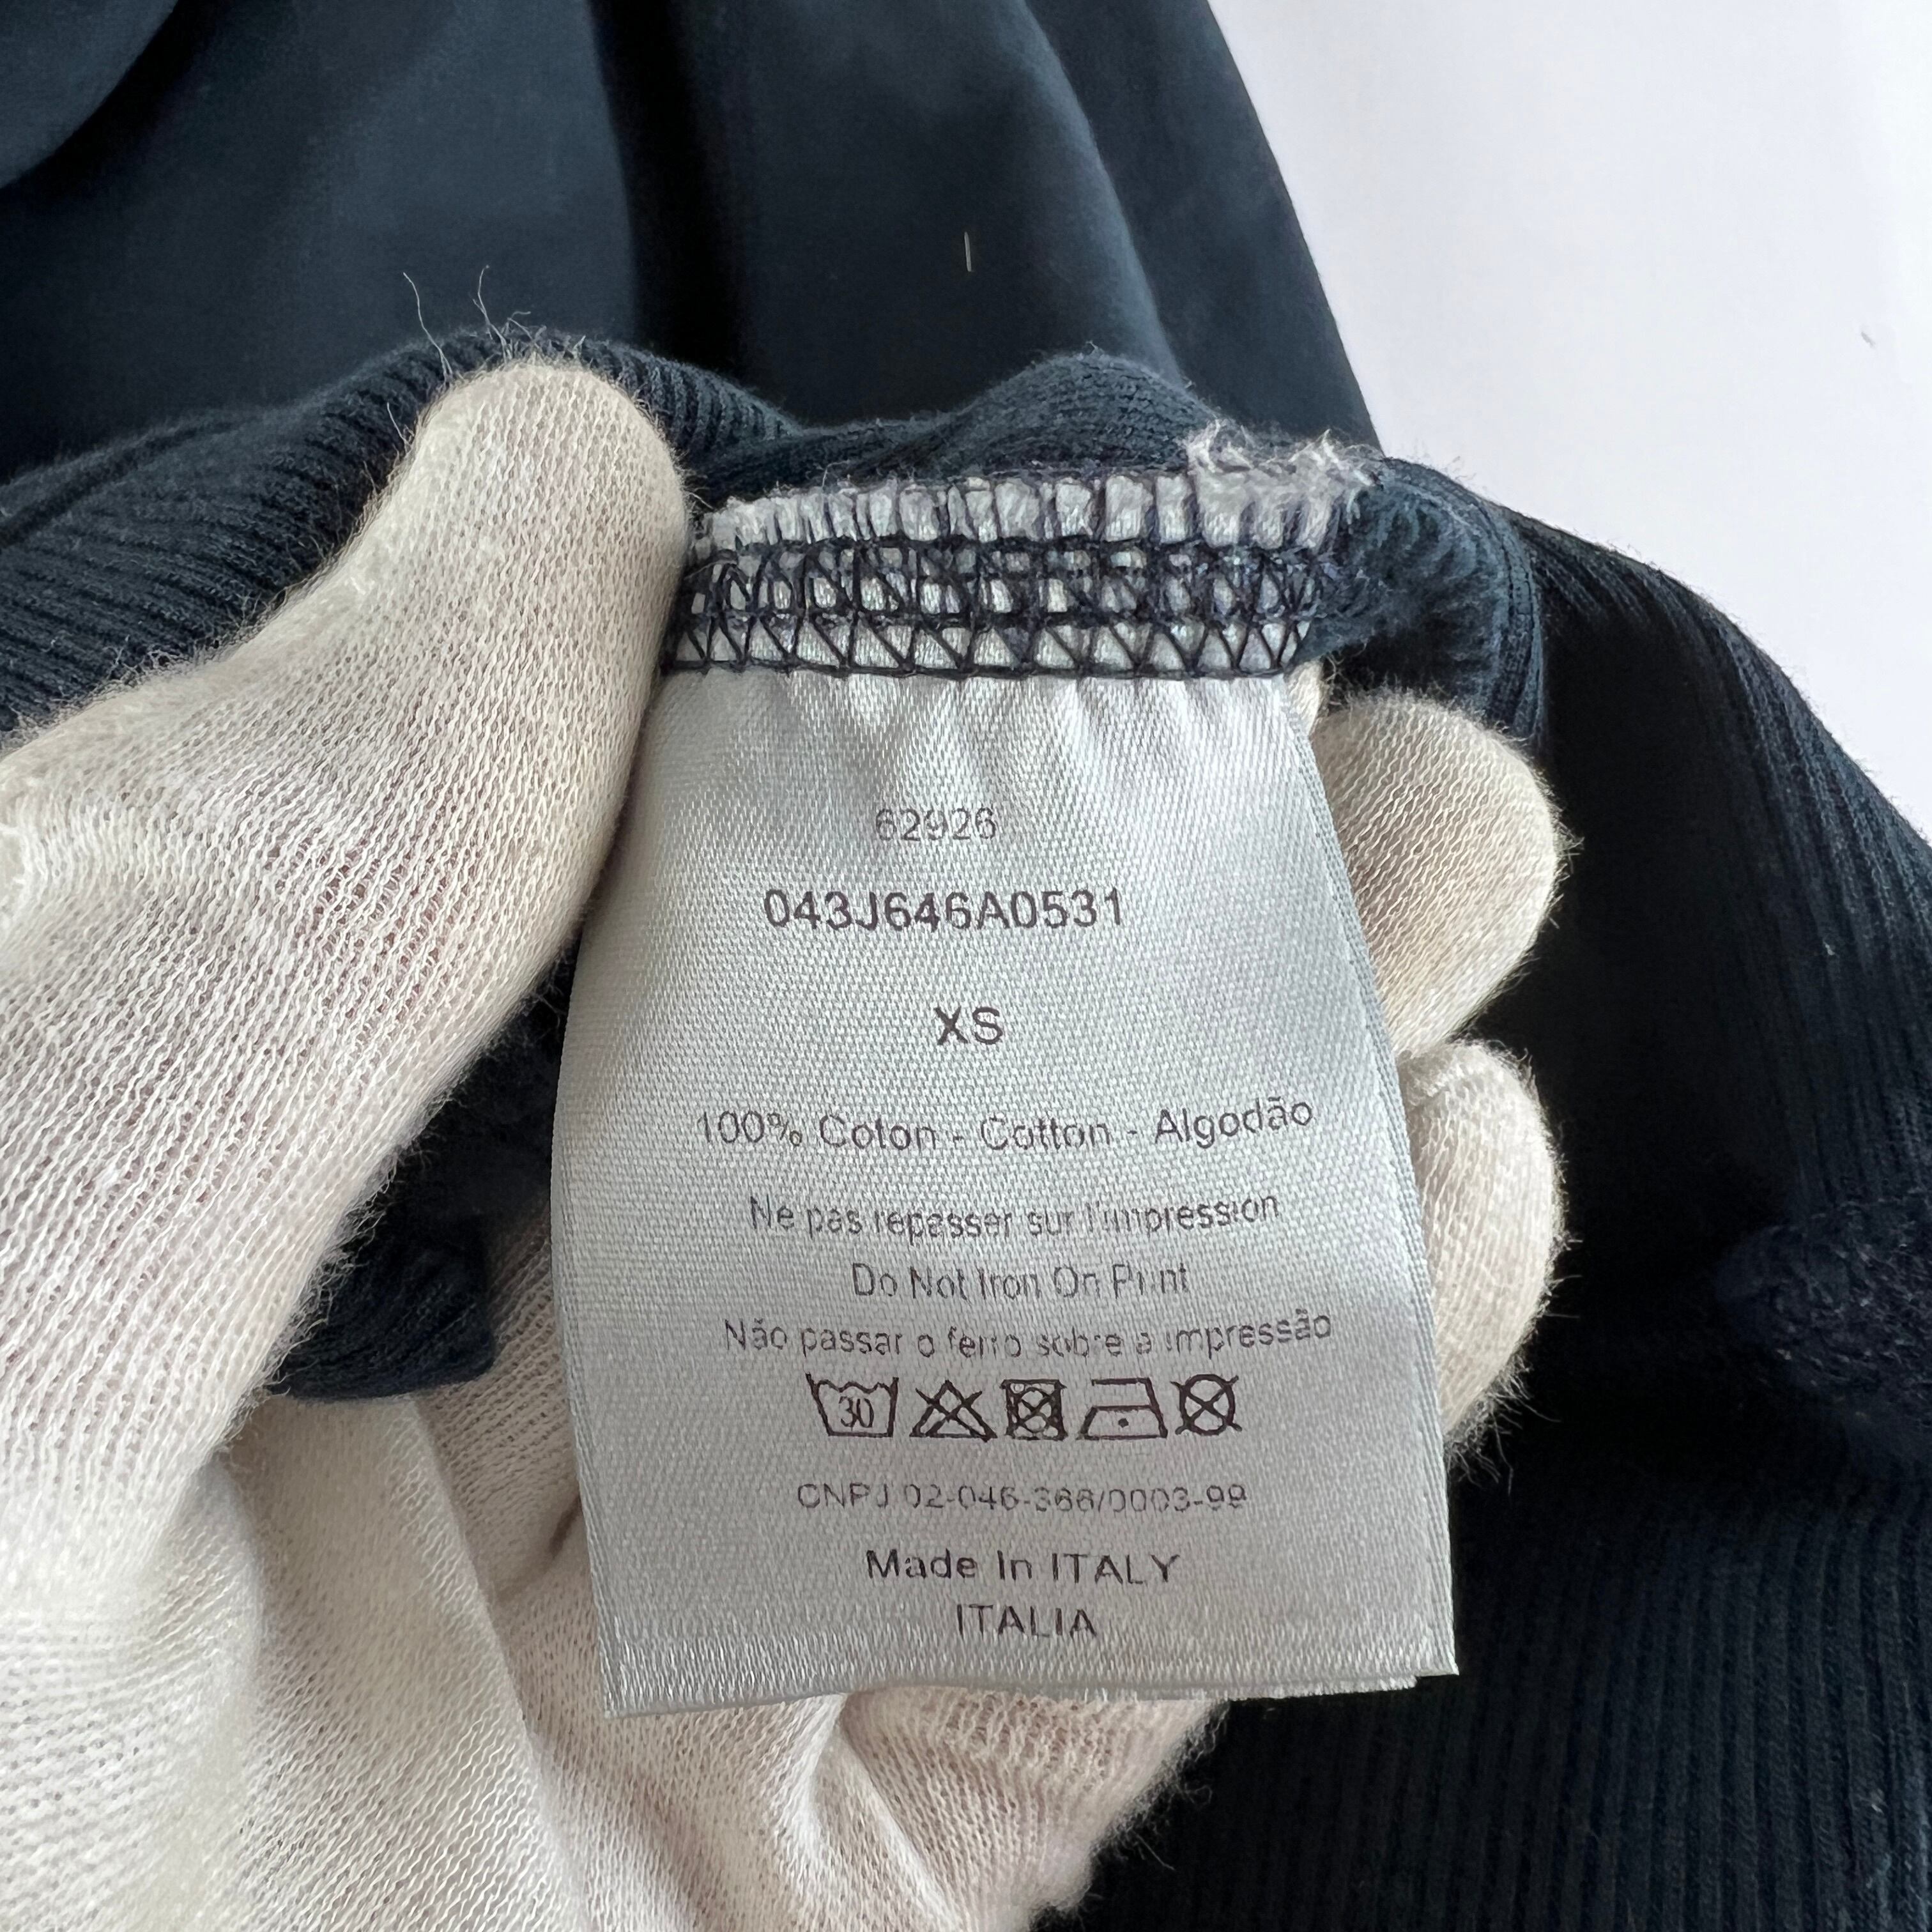 62926
043J646A0531
XS
100% Coton - Cotton - Algodão
Ne pas repasser sur l'impression
Do Not Iron On Print
Não passar o ferro sobre a impressão
30
CNPJ 02-046-366/0003-99
Made In ITALY
ITALIA